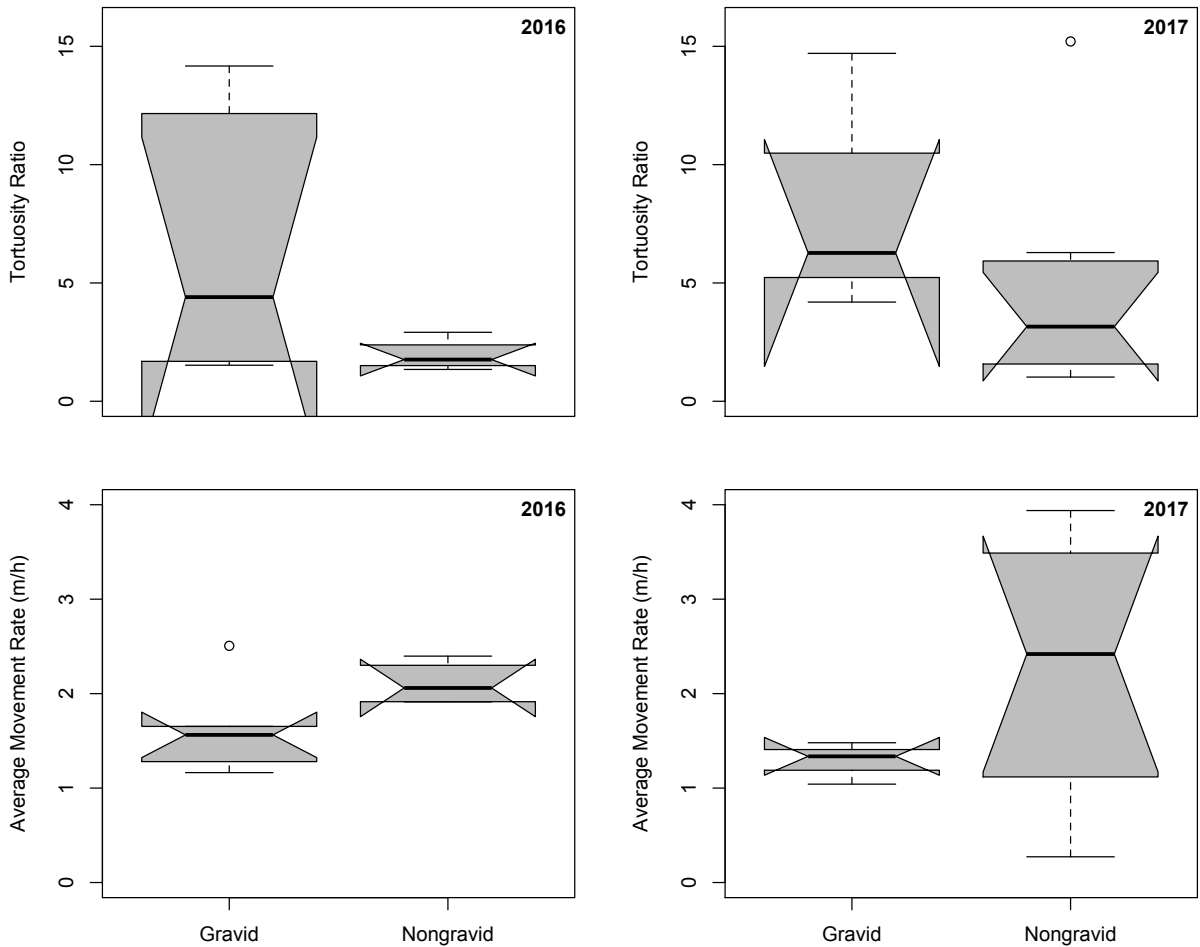 2016
Tortuosity Ratio
15
10
5
0
2017
Tortuosity Ratio
15
10
5
0
2016
Average Movement Rate (m/h)
4
3
2
1
0
Gravid
Nongravid
2017
Average Movement Rate (m/h)
4
3
2
1
0
Gravid
Nongravid